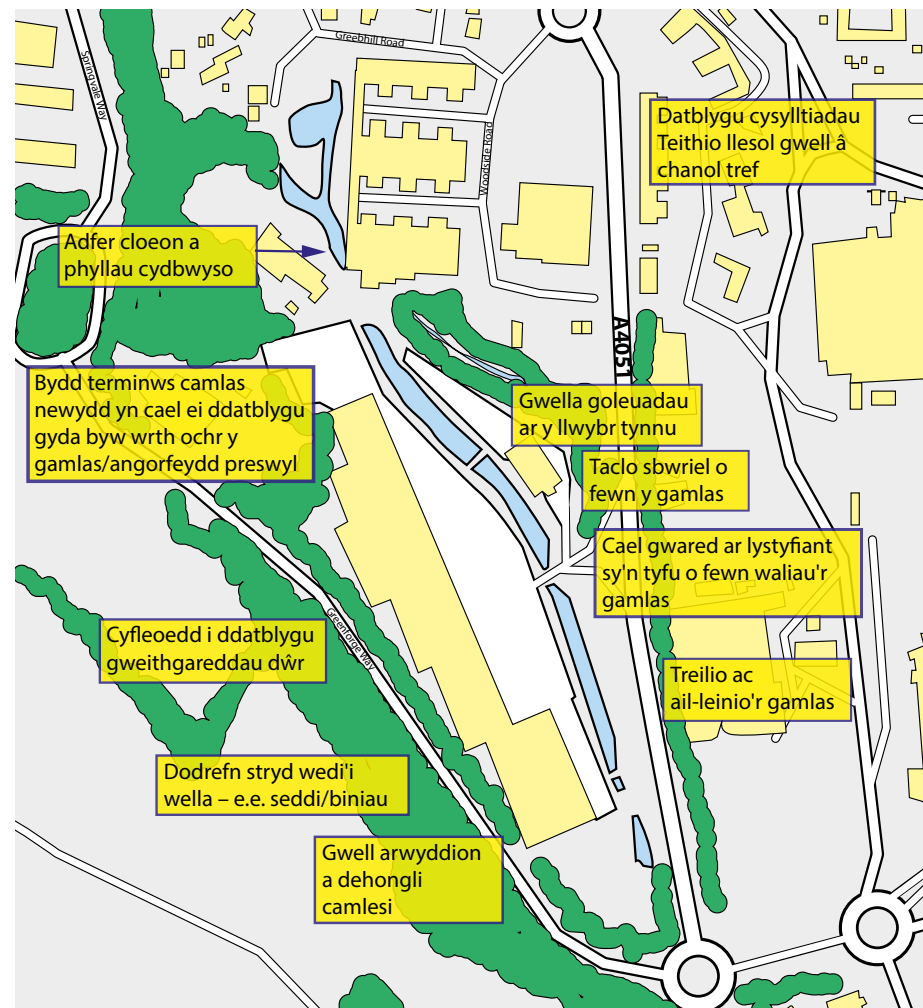 Greebhill Road
Springvale Way
Woodside Road
Datblygu cysylltiadau
Teithio llesol gwell â
chanol tref
Adfer cloeon a
phyllau cydbwyso
A4051
Bydd terminws camlas
newydd yn cael ei ddatblygu
gyda byw wrth ochr y
gamlas/angorfeydd preswyl
Gwella goleuadau
ar y llwybr tynnu
Taclo sbwriel o
fewn y gamlas
Cael gwared ar lystyfiant
sy'n tyfu o fewn waliau'r
gamlas
Greenforge Way
Cyfleoedd i ddatblygu
gweithgareddau dŵr
Treilio ac
ail-leinio'r gamlas
Dodrefn stryd wedi'i
wella – e.e. seddi/biniau
Gwell arwyddion
a dehongli
camlesi